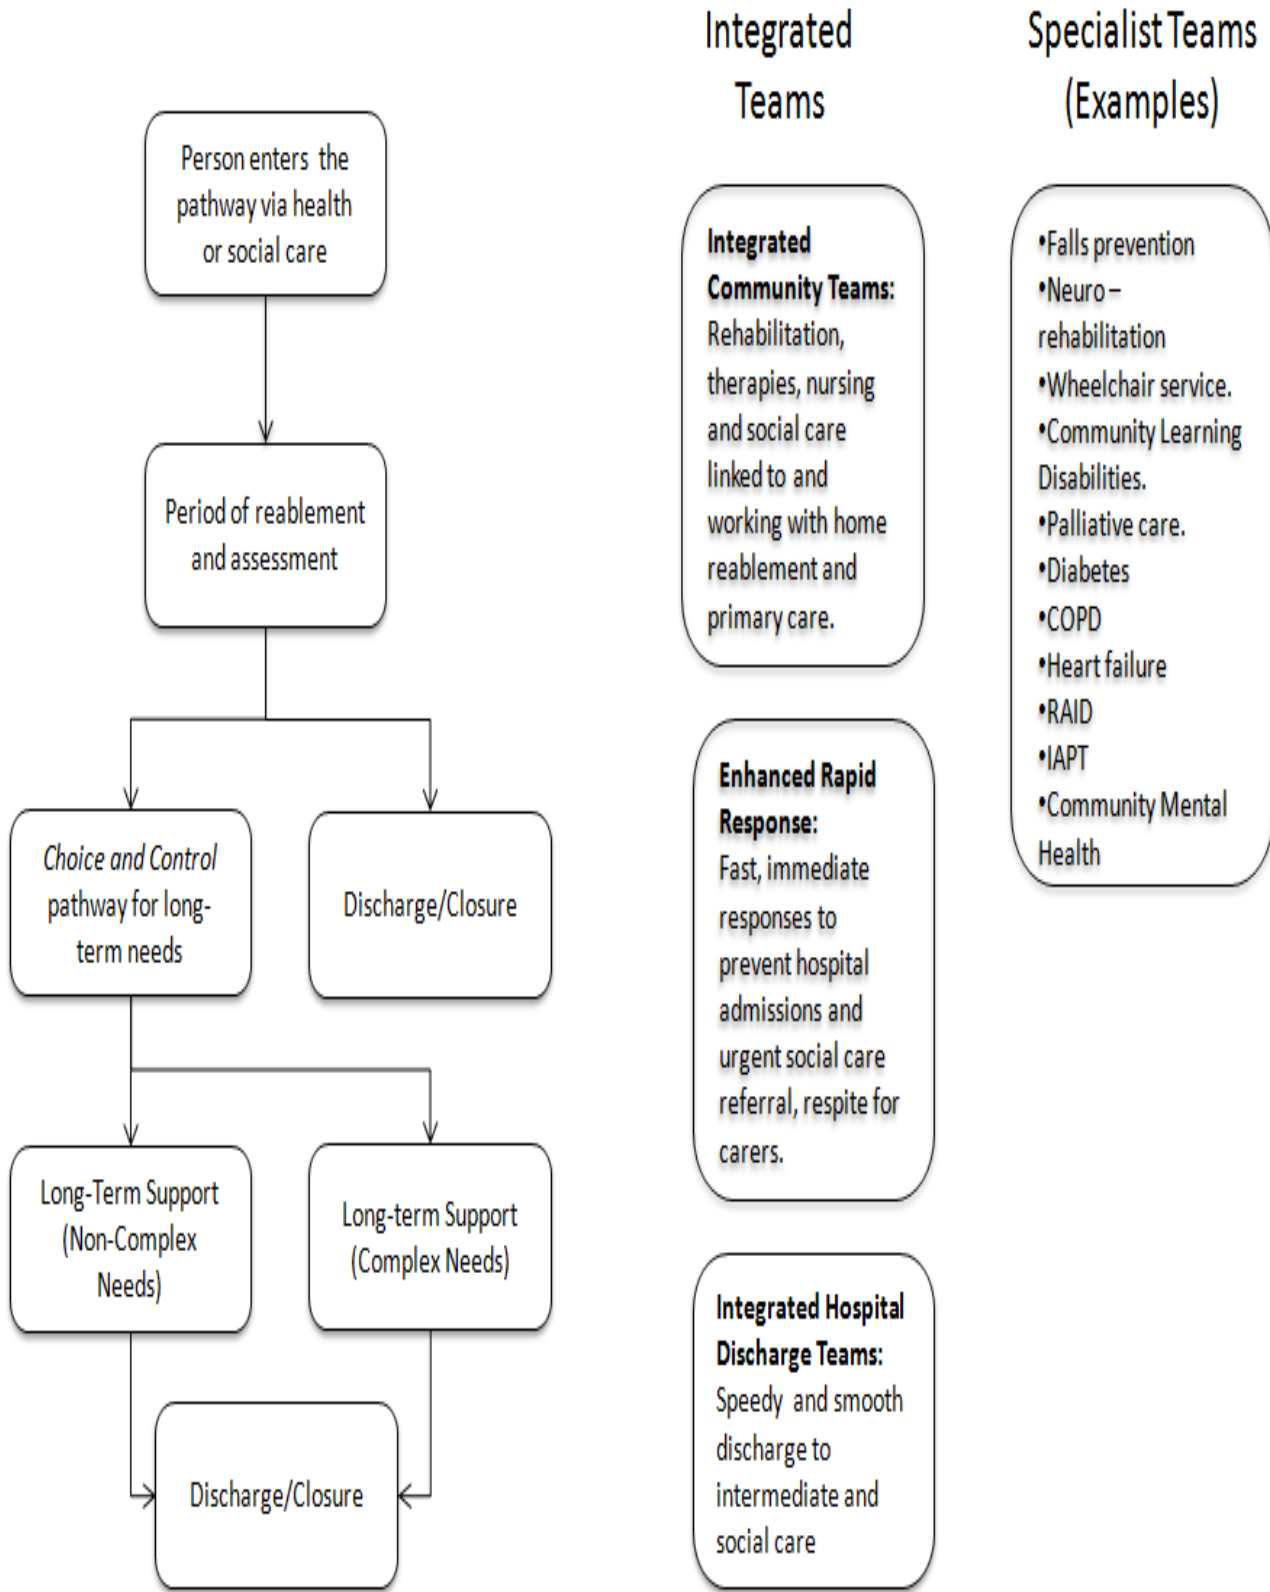 Integrated
Teams
Specialist Teams
(Examples)
Person enters the
pathway via health
or social care
Period of reablement
and assessment
Choice and Control
pathway for long-
term needs
Discharge/Closure
Long-Term Support
(Non-Complex
Needs)
Long-term Support
(Complex Needs)
Discharge/Closure
Integrated
Community Teams:
Rehabilitation,
therapies, nursing
and social care
linked to and
working with home
reablement and
primary care.
Enhanced Rapid
Response:
Fast, immediate
responses to
prevent hospital
admissions and
urgent social care
referral, respite for
carers.
Integrated Hospital
Discharge Teams:
Speedy and smooth
discharge to
intermediate and
social care
•Falls prevention
•Neuro –
rehabilitation
•Wheelchair service.
•Community Learning
Disabilities.
•Palliative care.
•Diabetes
•COPD
•Heart failure
•RAID
•IAPT
•Community Mental
Health